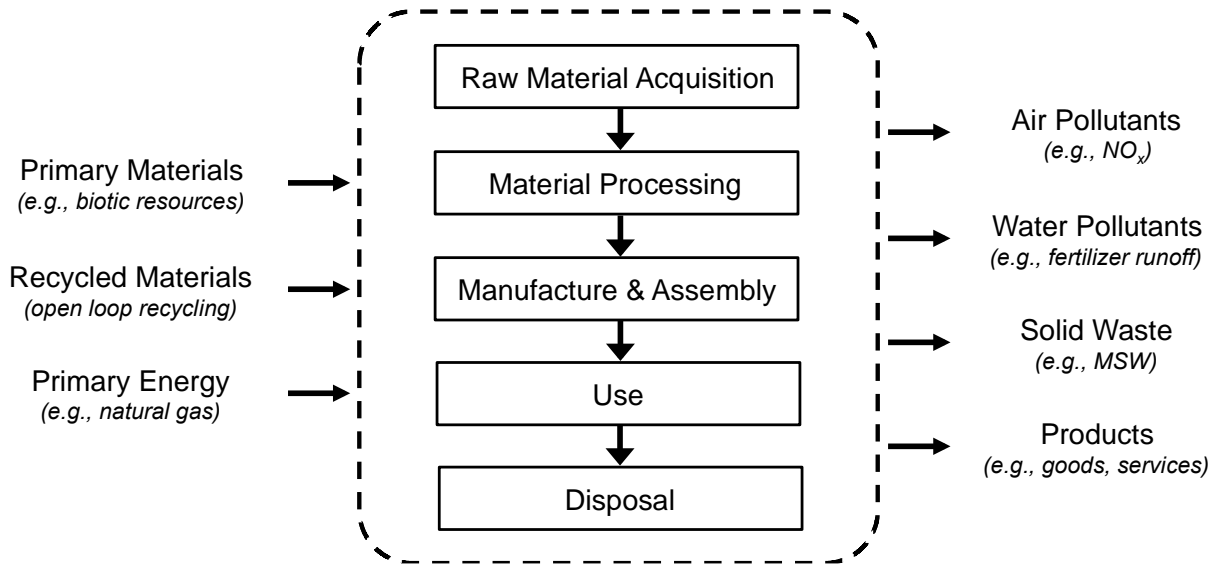 Raw Material Acquisition
Material Processing
Manufacture & Assembly
Use
Disposal
Primary Materials
(e.g., biotic resources)
Recycled Materials
(open loop recycling)
Primary Energy
(e.g., natural gas)
Air Pollutants
(e.g., NOx)
Water Pollutants
(e.g., fertilizer runoff)
Solid Waste
(e.g., MSW)
Products
(e.g., goods, services)